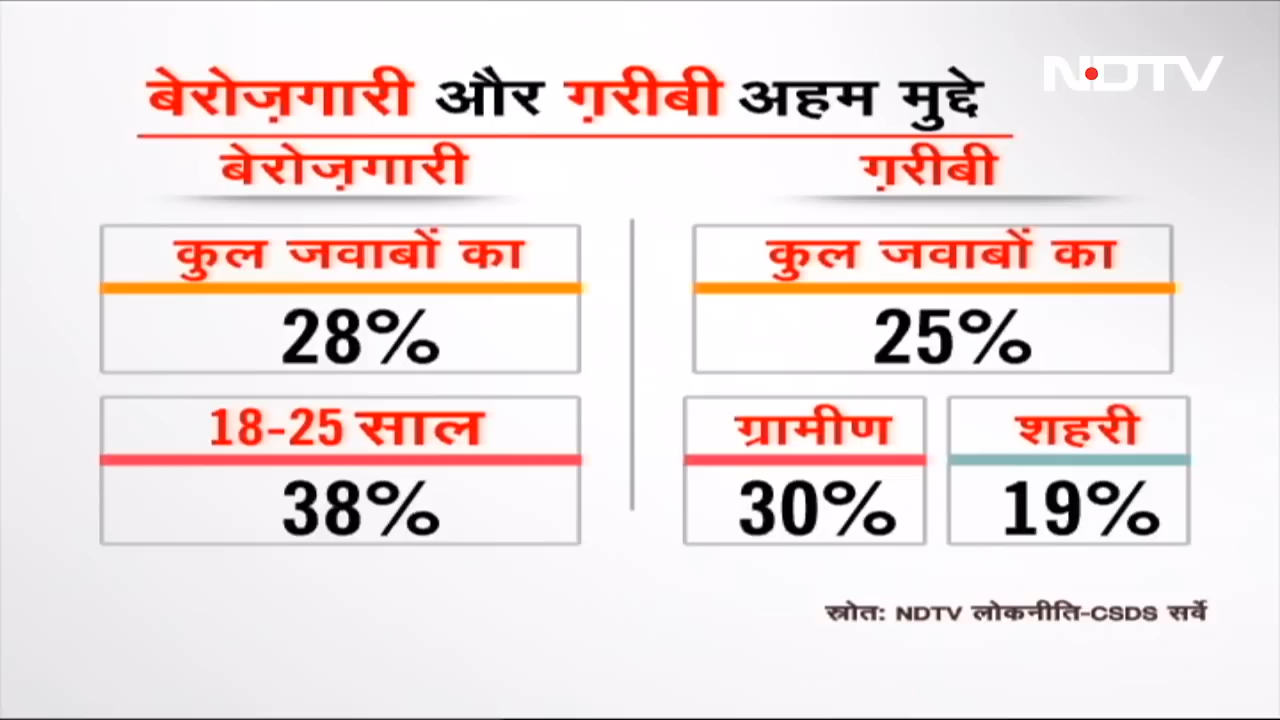 बेरोज़गारी और ग़रीबी अहम मुद्दे
NDTV
बेरोज़गारी
ग़रीबी
कुल जवाबों का
28%
कुल जवाबों का
25%
18-25 साल
38%
ग्रामीण
30%
शहरी
19%
स्रोत: NDTV लोकनीति-CSDS सर्वे